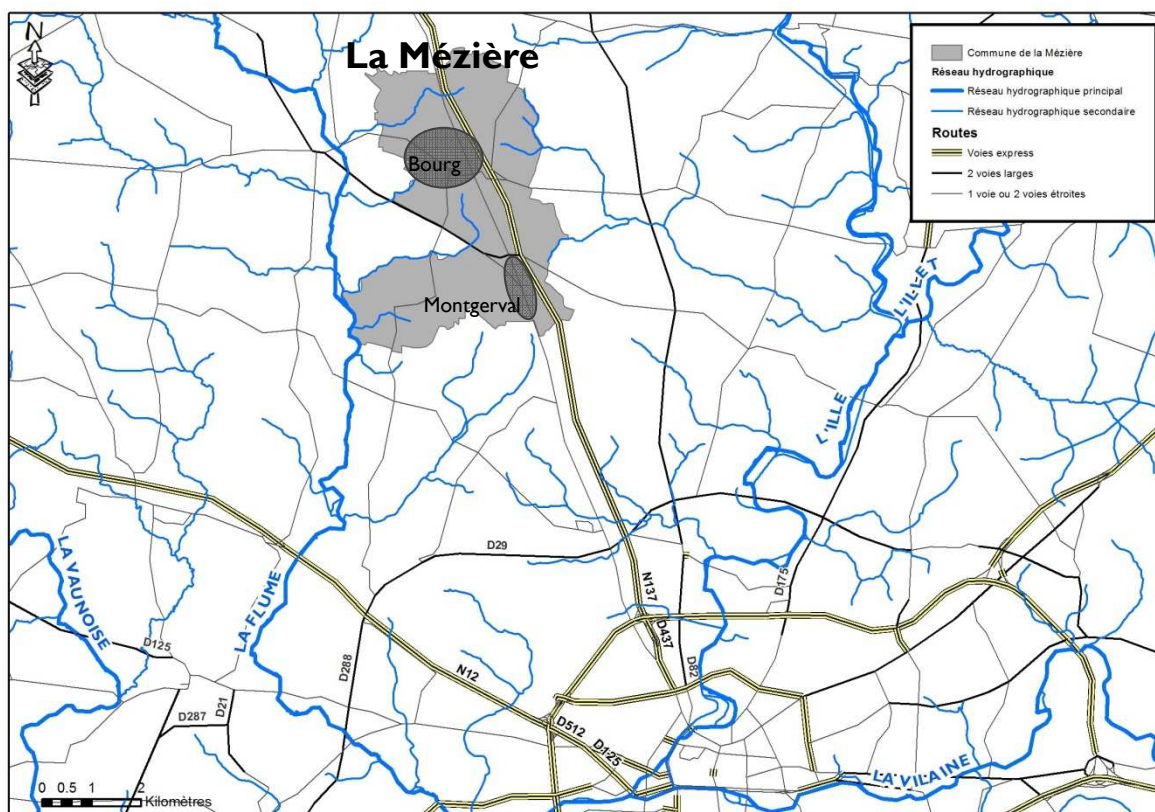 N
La Mézière
Bourg
Montgerval
Commune de la Mézière
Réseau hydrographique
Réseau hydrographique principal
Réseau hydrographique secondaire
Routes
Voies express
2 voies larges
1 voie ou 2 voies étroites
L'ILLET
L'ILLE
D29
D175
N137
D437
D82
LA VAUNOISE
LA FLUME
D125
D288
N12
D21
D287
D512
D125
LA VILAINE
0 0.5 1 2
Kilomètres